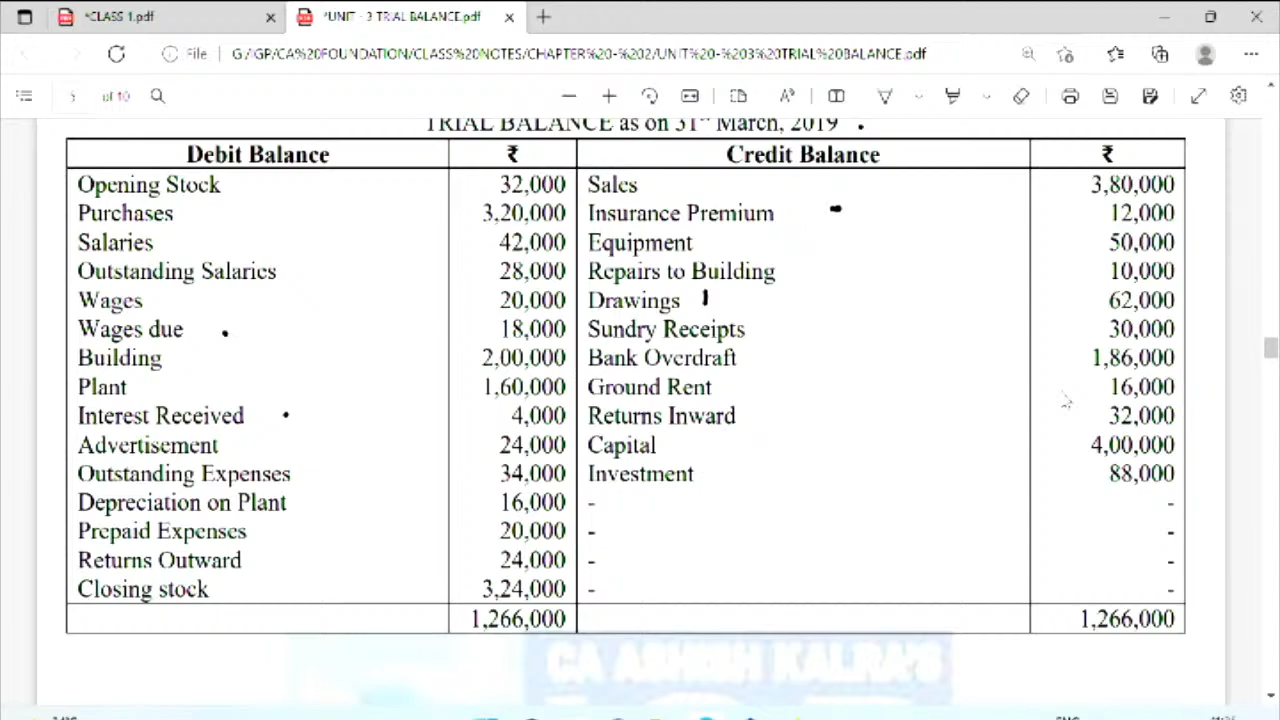 *CLASS 1.pdf
*UNIT - 3 TRIAL BALANCE.pdf
File G:/GP/CA%20FOUNDATION/CLASS%20NOTES/CHAPTER%20-%202/UNIT%20-%203%20TRIAL%20BALANCE.pdf
5 of 10
TRIAL BALANCE as on 31st March, 2019
Debit Balance ₹ Credit Balance ₹
Opening Stock 32,000 Sales 3,80,000
Purchases 3,20,000 Insurance Premium 12,000
Salaries 42,000 Equipment 50,000
Outstanding Salaries 28,000 Repairs to Building 10,000
Wages 20,000 Drawings 62,000
Wages due 18,000 Sundry Receipts 30,000
Building 2,00,000 Bank Overdraft 1,86,000
Plant 1,60,000 Ground Rent 16,000
Interest Received 4,000 Returns Inward 32,000
Advertisement 24,000 Capital 4,00,000
Outstanding Expenses 34,000 Investment 88,000
Depreciation on Plant 16,000 - -
Prepaid Expenses 20,000 - -
Returns Outward 24,000 - -
Closing stock 3,24,000 - -
1,266,000 1,266,000
CA ASHISH KALRA'S